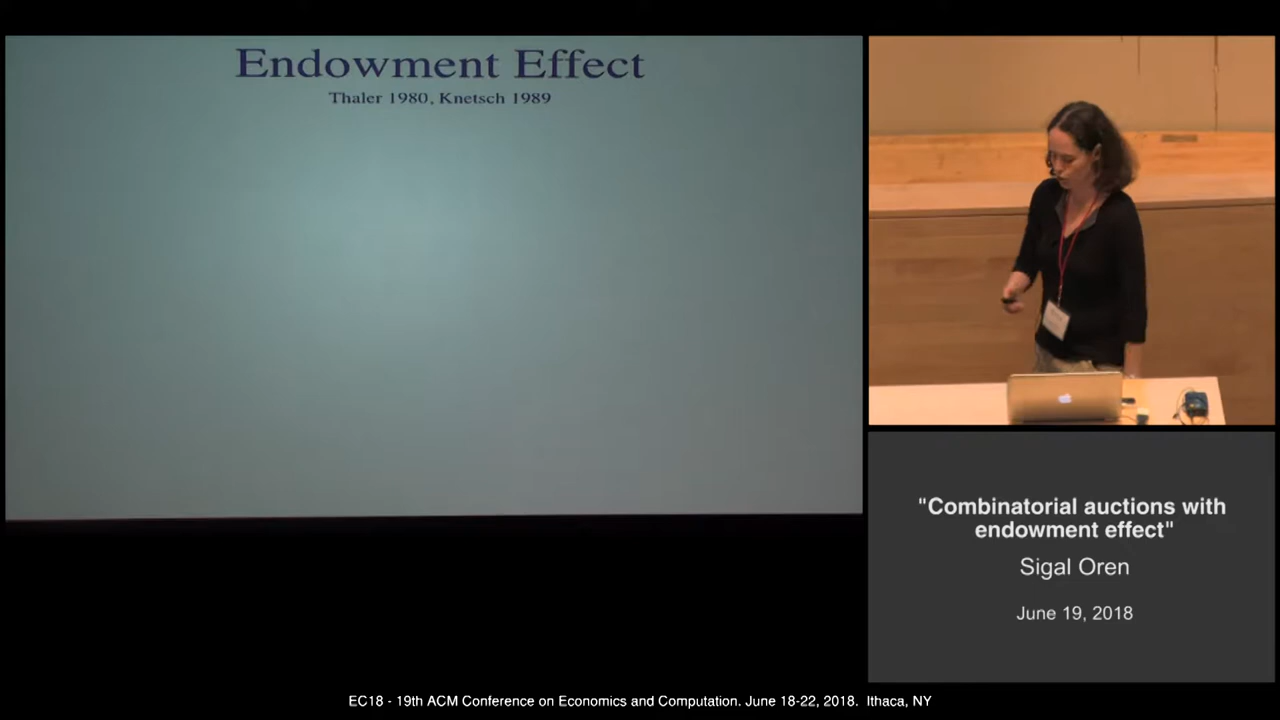 Endowment Effect
Thaler 1980, Knetsch 1989
"Combinatorial auctions with
endowment effect"
Sigal Oren
June 19, 2018
EC18 - 19th ACM Conference on Economics and Computation. June 18-22, 2018. Ithaca, NY